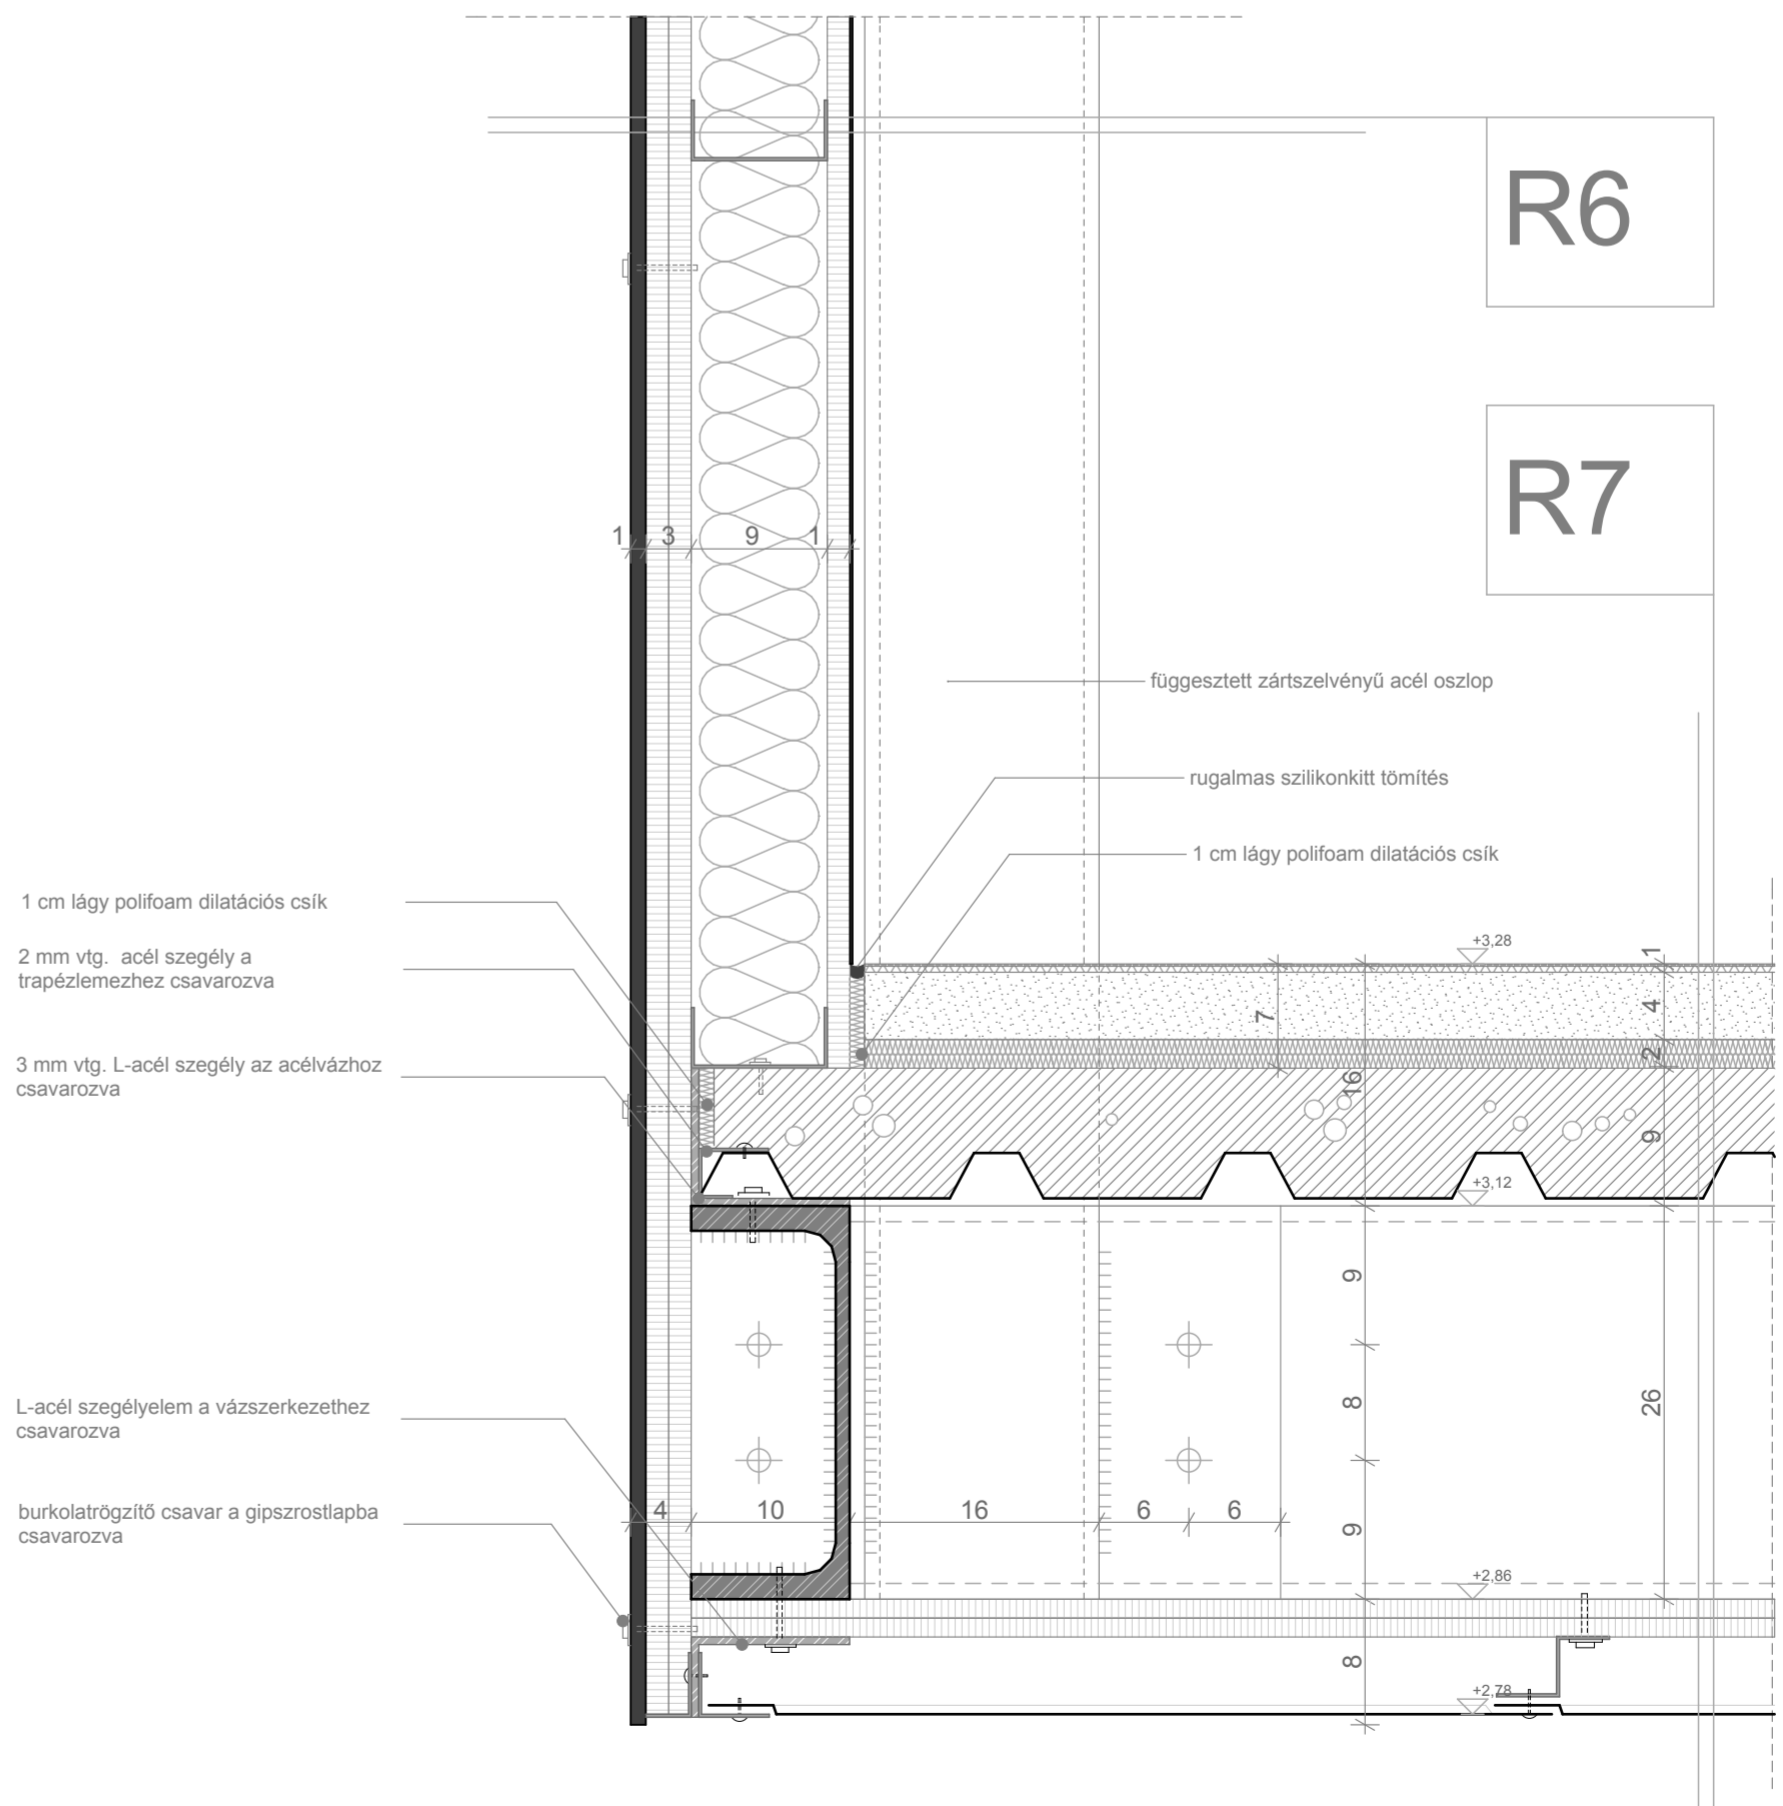 R6
R7
1 3 9 1
függesztett zártszelvényű acél oszlop
rugalmas szilikonkitt tömítés
1 cm lágy polifoam dilatációs csík
1 cm lágy polifoam dilatációs csík
2 mm vtg. acél szegély a
trapézlemezhez csavarozva
3 mm vtg. L-acél szegély az acélvázhoz
csavarozva
L-acél szegélyelem a vázszerkezethez
csavarozva
burkolatrögzítő csavar a gipszrostlapba
csavarozva
+3,28
1
4
2
7
16
9
+3,12
9
8
9
26
4 10 16 6 6
+2,86
8
+2,78